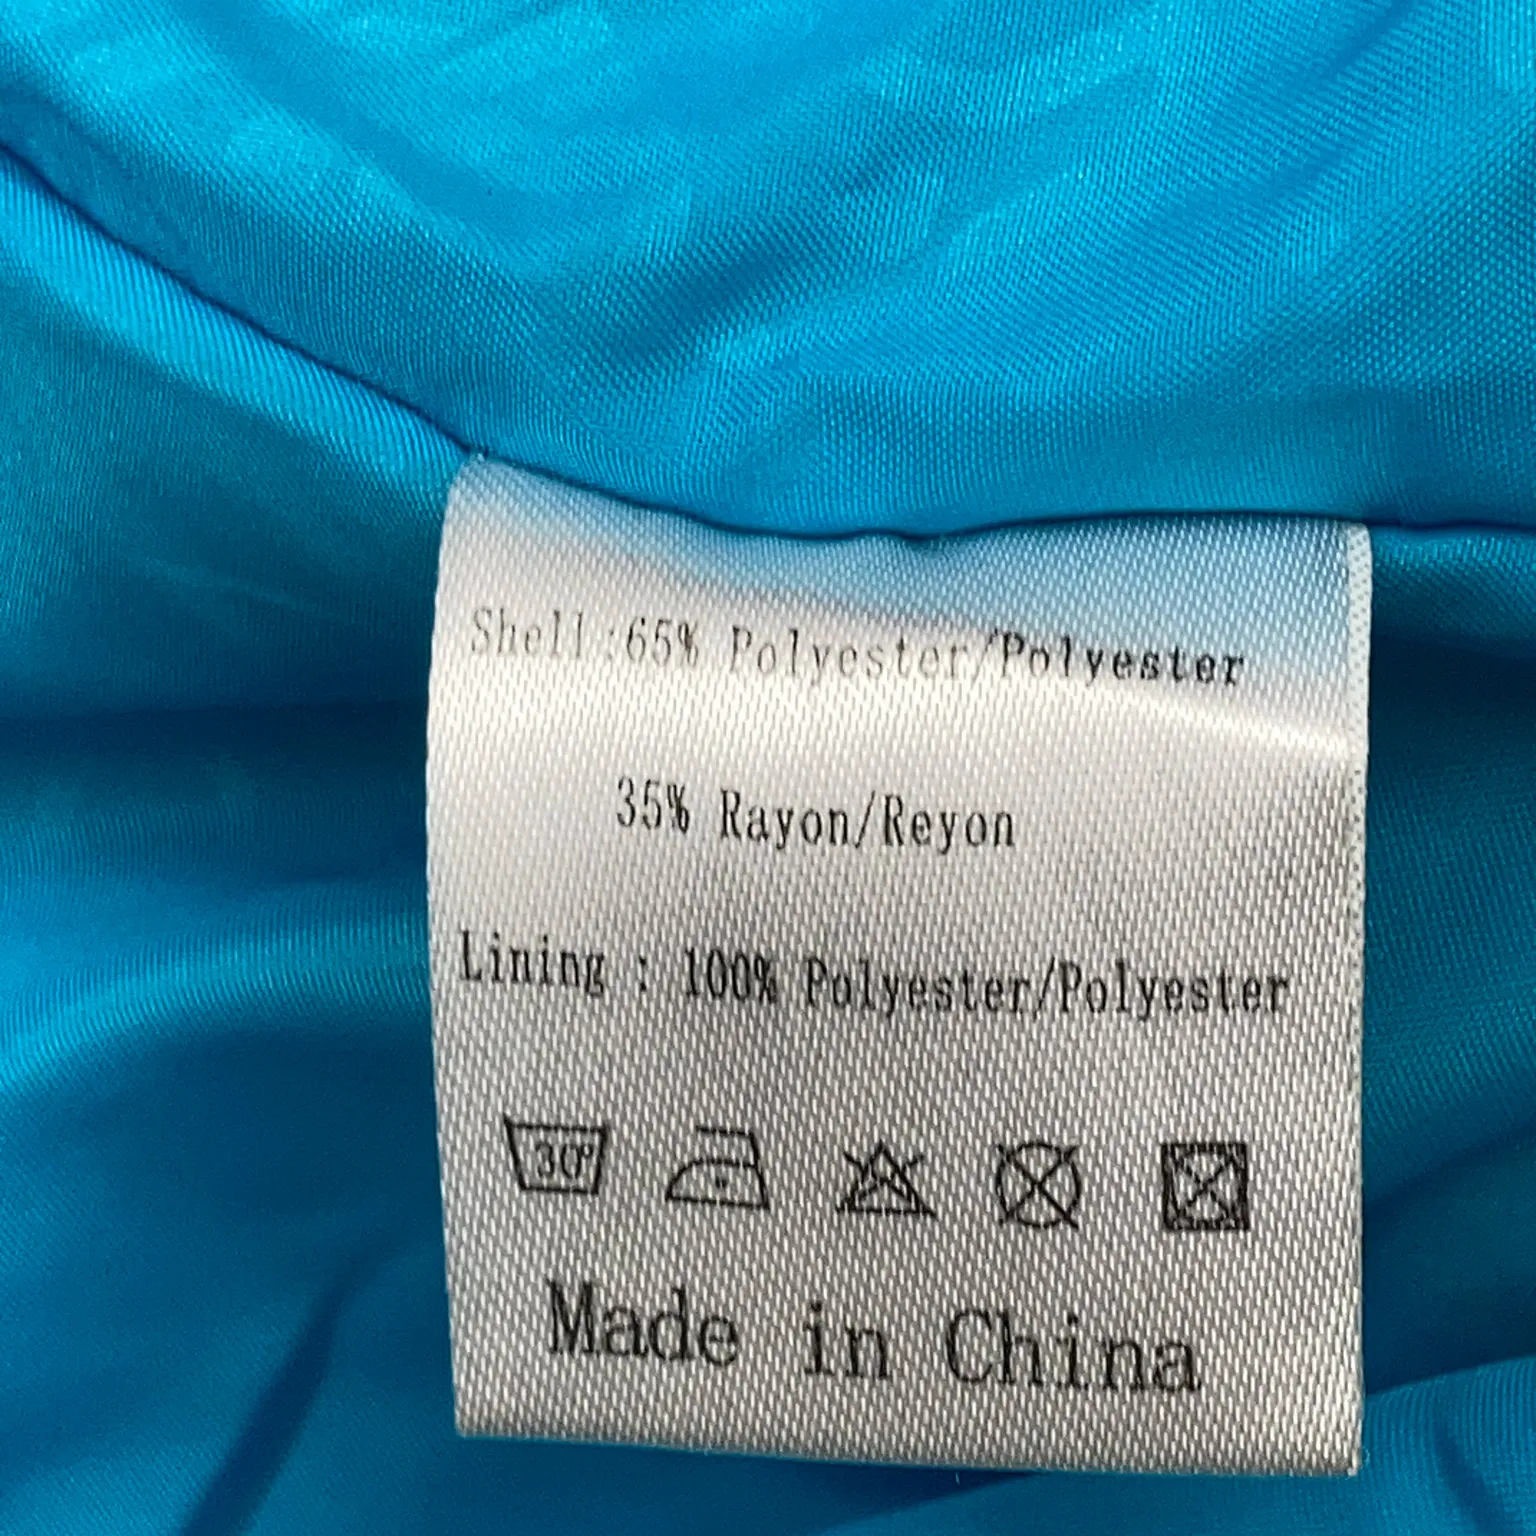 Shell:65% Polyester/Polyester
35% Rayon/Reyon
Lining : 100% Polyester/Polyester
30°
Made in China